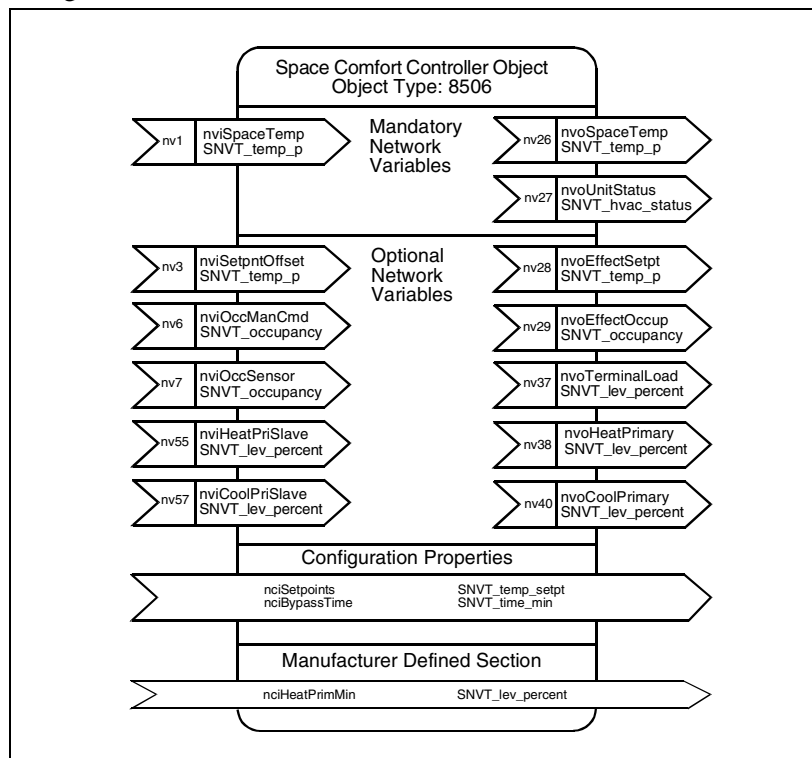 Space Comfort Controller Object
Object Type: 8506
Mandatory
Network
Variables
nv1
nviSpaceTemp
SNVT_temp_p
nv26
nvoSpaceTemp
SNVT_temp_p
nv27
nvoUnitStatus
SNVT_hvac_status
Optional
Network
Variables
nv3
nviSetpntOffset
SNVT_temp_p
nv28
nvoEffectSetpt
SNVT_temp_p
nv6
nviOccManCmd
SNVT_occupancy
nv29
nvoEffectOccup
SNVT_occupancy
nv7
nviOccSensor
SNVT_occupancy
nv37
nvoTerminalLoad
SNVT_lev_percent
nv55
nviHeatPriSlave
SNVT_lev_percent
nv38
nvoHeatPrimary
SNVT_lev_percent
nv57
nviCoolPriSlave
SNVT_lev_percent
nv40
nvoCoolPrimary
SNVT_lev_percent
Configuration Properties
nciSetpoints SNVT_temp_setpt
nciBypassTime SNVT_time_min
Manufacturer Defined Section
nciHeatPrimMin SNVT_lev_percent